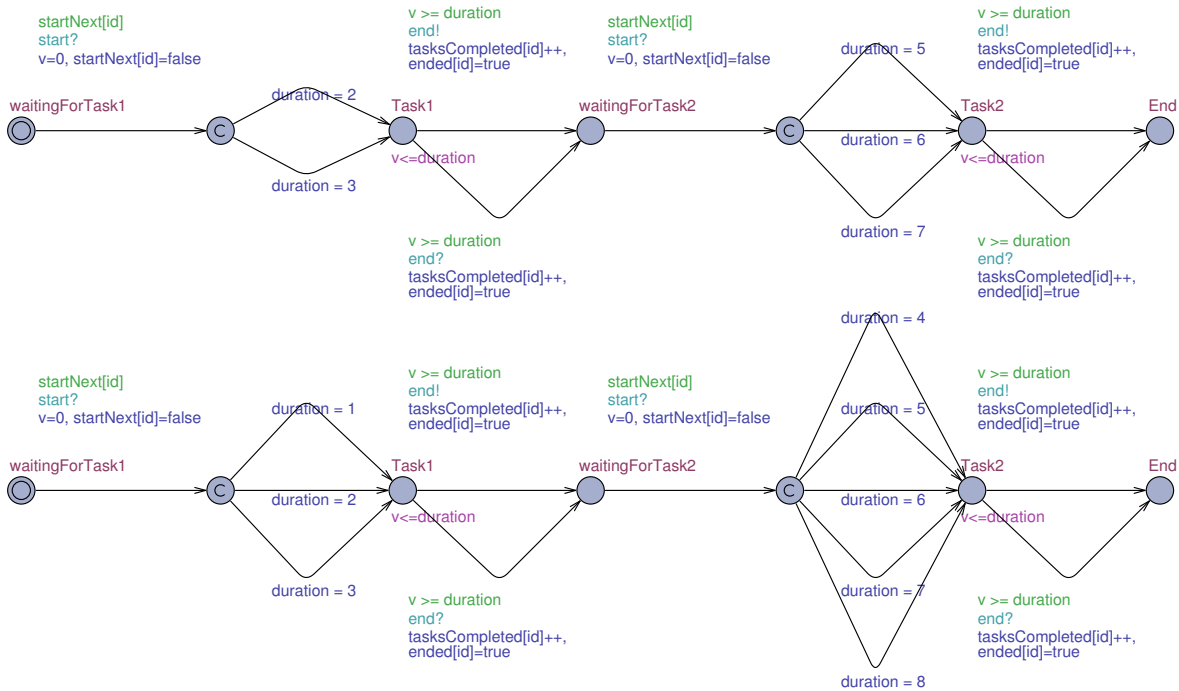 startNext[id]
start?
v=0, startNext[id]=false
v >= duration
end!
tasksCompleted[id]++,
ended[id]=true
startNext[id]
start?
v=0, startNext[id]=false
v >= duration
end!
tasksCompleted[id]++,
ended[id]=true
waitingForTask1
C
duration = 2
duration = 3
Task1
v<=duration
waitingForTask2
C
duration = 5
duration = 6
duration = 7
Task2
v<=duration
End
v >= duration
end?
tasksCompleted[id]++,
ended[id]=true
v >= duration
end?
tasksCompleted[id]++,
ended[id]=true
startNext[id]
start?
v=0, startNext[id]=false
v >= duration
end!
tasksCompleted[id]++,
ended[id]=true
startNext[id]
start?
v=0, startNext[id]=false
v >= duration
end!
tasksCompleted[id]++,
ended[id]=true
waitingForTask1
C
duration = 1
duration = 2
duration = 3
Task1
v<=duration
waitingForTask2
C
duration = 4
duration = 5
duration = 6
duration = 7
duration = 8
Task2
v<=duration
End
v >= duration
end?
tasksCompleted[id]++,
ended[id]=true
v >= duration
end?
tasksCompleted[id]++,
ended[id]=true